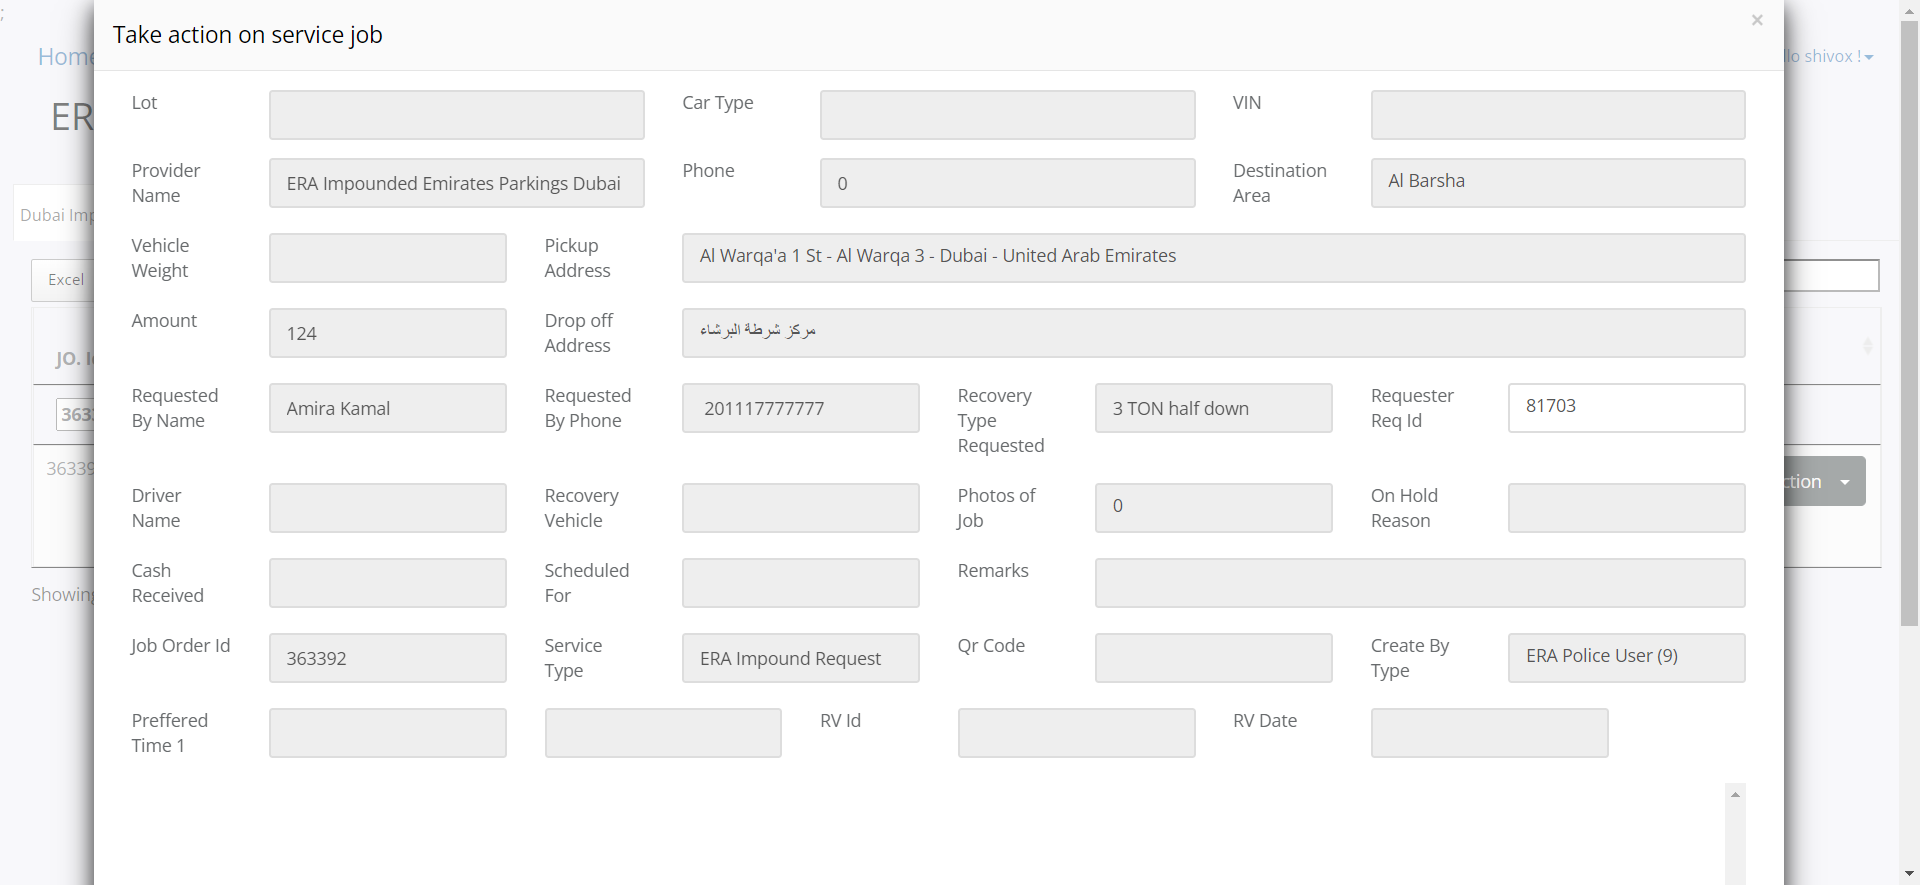 ;
Take action on service job
×
Home
llo shivox !
ER
Lot
Car Type
VIN
Provider Name
ERA Impounded Emirates Parkings Dubai
Phone
0
Destination Area
Al Barsha
Dubai Imp
Vehicle Weight
Pickup Address
Al Warqa'a 1 St - Al Warqa 3 - Dubai - United Arab Emirates
Excel
Amount
124
Drop off Address
مركز شرطة البرشاء
JO. I
Requested By Name
Amira Kamal
Requested By Phone
201117777777
Recovery Type Requested
3 TON half down
Requester Req Id
81703
363
36339
Driver Name
Recovery Vehicle
Photos of Job
0
On Hold Reason
ction
Cash Received
Scheduled For
Remarks
Showing
Job Order Id
363392
Service Type
ERA Impound Request
Qr Code
Create By Type
ERA Police User (9)
Preffered Time 1
RV Id
RV Date